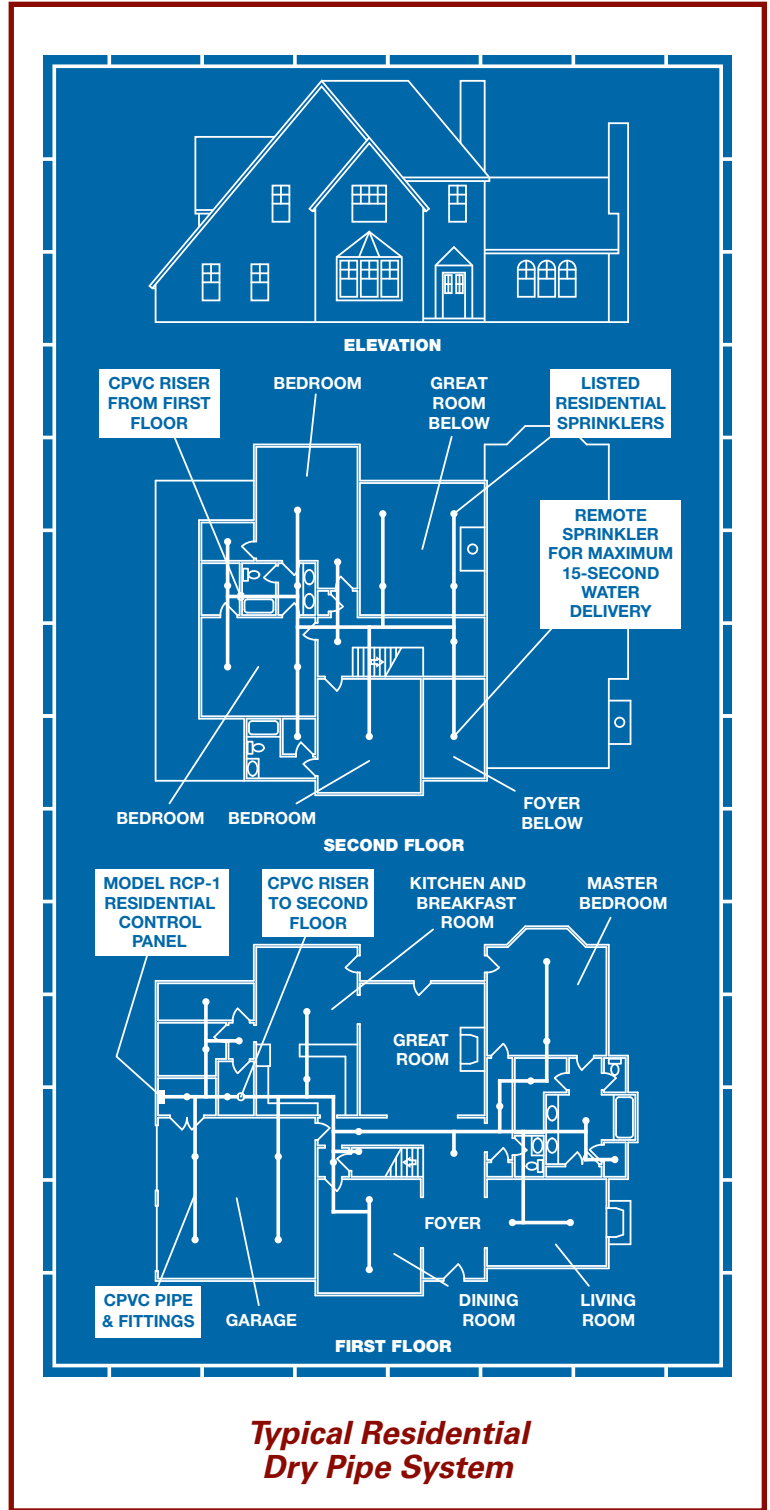 ELEVATION
CPVC RISER
FROM FIRST
FLOOR
BEDROOM
GREAT
ROOM
BELOW
LISTED
RESIDENTIAL
SPRINKLERS
REMOTE
SPRINKLER
FOR MAXIMUM
15-SECOND
WATER
DELIVERY
BEDROOM
BEDROOM
FOYER
BELOW
SECOND FLOOR
MODEL RCP-1
RESIDENTIAL
CONTROL
PANEL
CPVC RISER
TO SECOND
FLOOR
KITCHEN AND
BREAKFAST
ROOM
MASTER
BEDROOM
GREAT
ROOM
FOYER
CPVC PIPE
& FITTINGS
GARAGE
DINING
ROOM
LIVING
ROOM
FIRST FLOOR
Typical Residential
Dry Pipe System